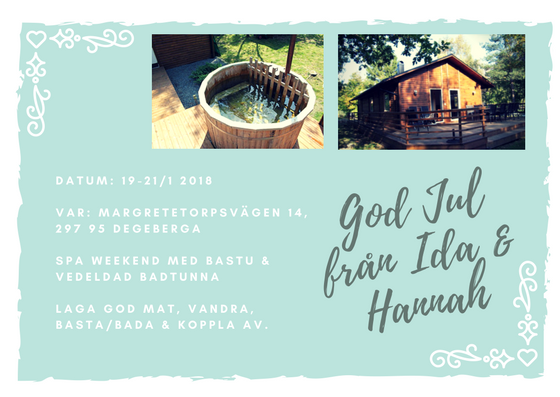 DATUM: 19-21/1 2018
VAR: MARGRETETORPSVÄGEN 14,
297 95 DEGEBERGA
SPA WEEKEND MED BASTU &
VEDELDAD BADTUNNA
LAGA GOD MAT, VANDRA,
BASTA/BADA & KOPPLA AV.
God Jul
från Ida &
Hannah